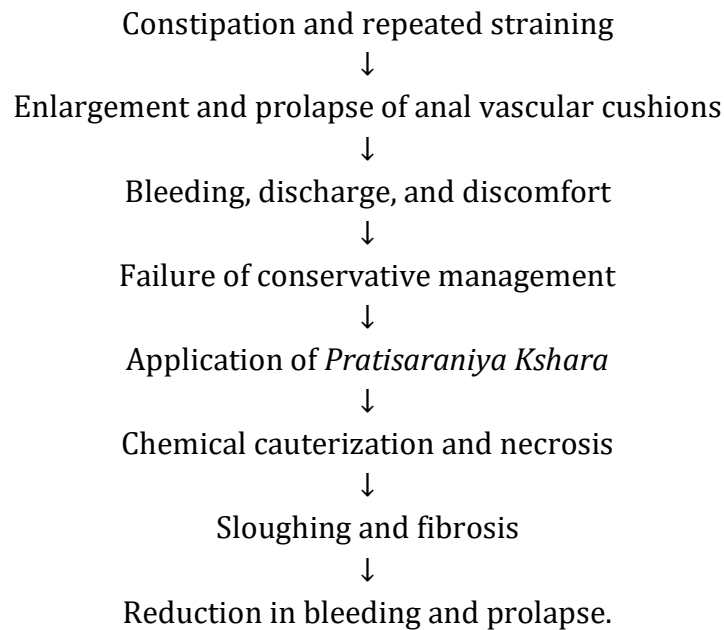 Constipation and repeated straining
↓
Enlargement and prolapse of anal vascular cushions
↓
Bleeding, discharge, and discomfort
↓
Failure of conservative management
↓
Application of Pratisaraniya Kshara
↓
Chemical cauterization and necrosis
↓
Sloughing and fibrosis
↓
Reduction in bleeding and prolapse.